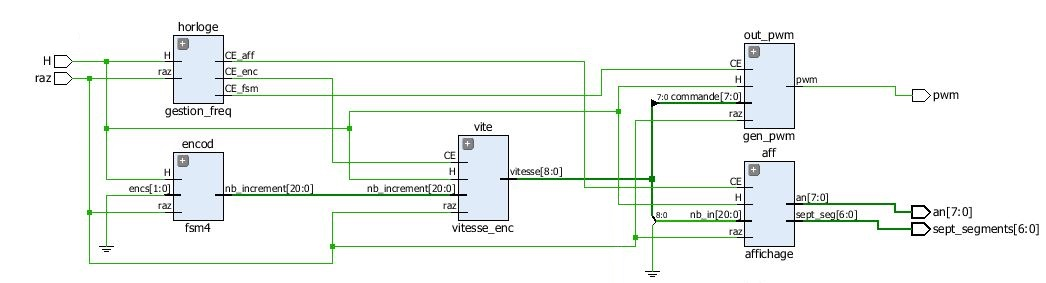 horloge
H
raz
H
raz
CE_aff
CE_enc
CE_fsm
gestion_freq
encod
H
encs[1:0]
raz
nb_increment[20:0]
fsm4
vite
CE
H
nb_increment[20:0]
raz
vitesse[8:0]
vitesse_enc
out_pwm
CE
H
7:0 commande[7:0]
raz
pwm
gen_pwm
pwm
aff
CE
H
8:0 nb_in[20:0]
raz
an[7:0]
sept_seg[6:0]
affichage
an[7:0]
sept_segments[6:0]